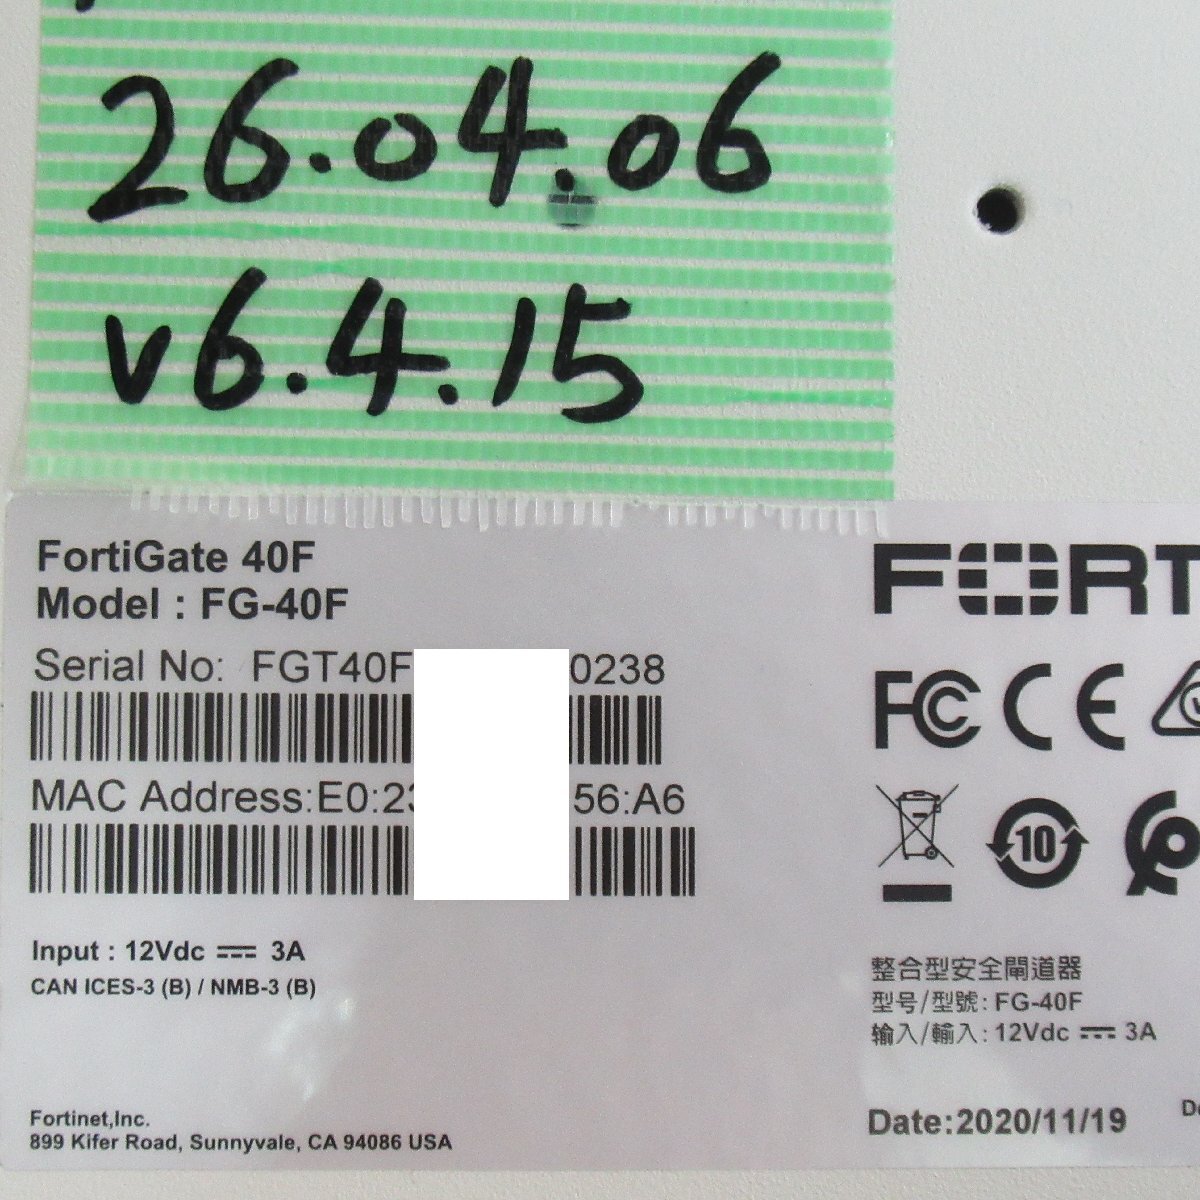 26.04.06
v6.4.15
FortiGate 40F
Model : FG-40F
Serial No: FGT40F 0238
MAC Address:E0:23 56:A6
Input : 12Vdc 3A
CAN ICES-3 (B) / NMB-3 (B)
Fortinet,Inc.
899 Kifer Road, Sunnyvale, CA 94086 USA
FORT
FC CE
10
整合型安全閘道器
型号/型號: FG-40F
输入/輸入: 12Vdc 3A
Date:2020/11/19